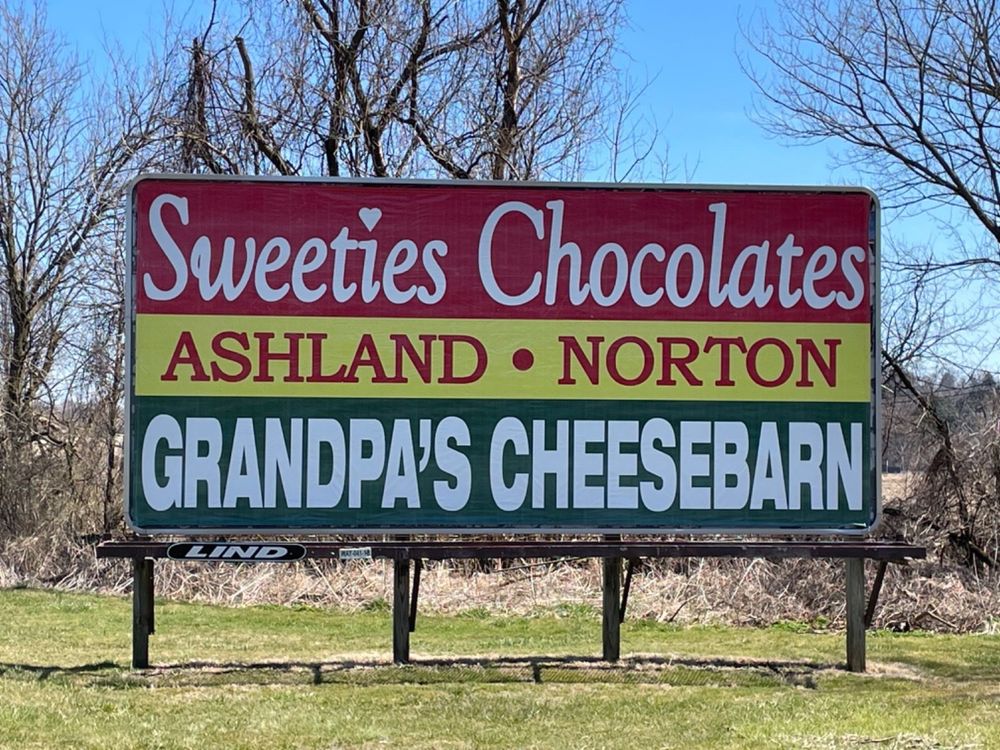 Sweeties Chocolates
ASHLAND • NORTON
GRANDPA'S CHEESEBARN
LIND